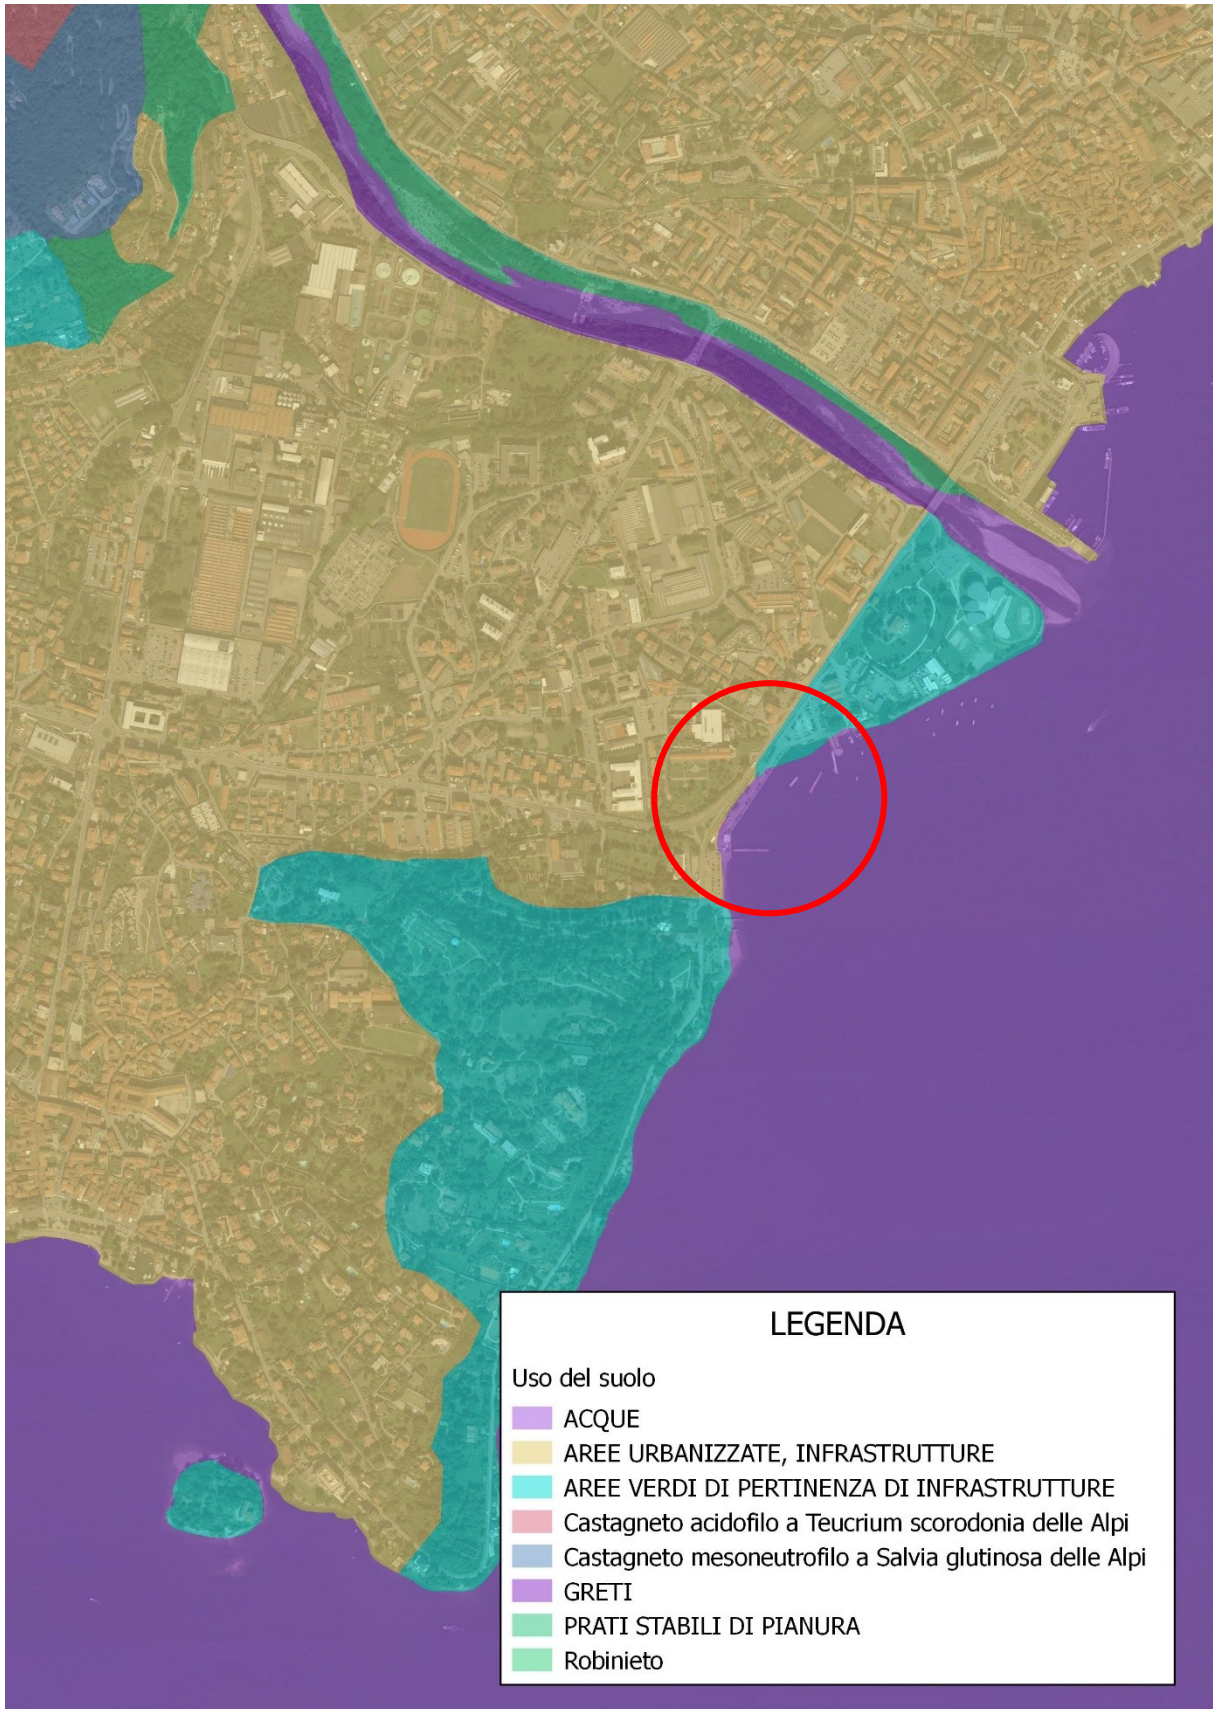 LEGENDA
Uso del suolo
ACQUE
AREE URBANIZZATE, INFRASTRUTTURE
AREE VERDI DI PERTINENZA DI INFRASTRUTTURE
Castagneto acidofilo a Teucrium scorodonia delle Alpi
Castagneto mesoneutrofilo a Salvia glutinosa delle Alpi
GRETI
PRATI STABILI DI PIANURA
Robinieto